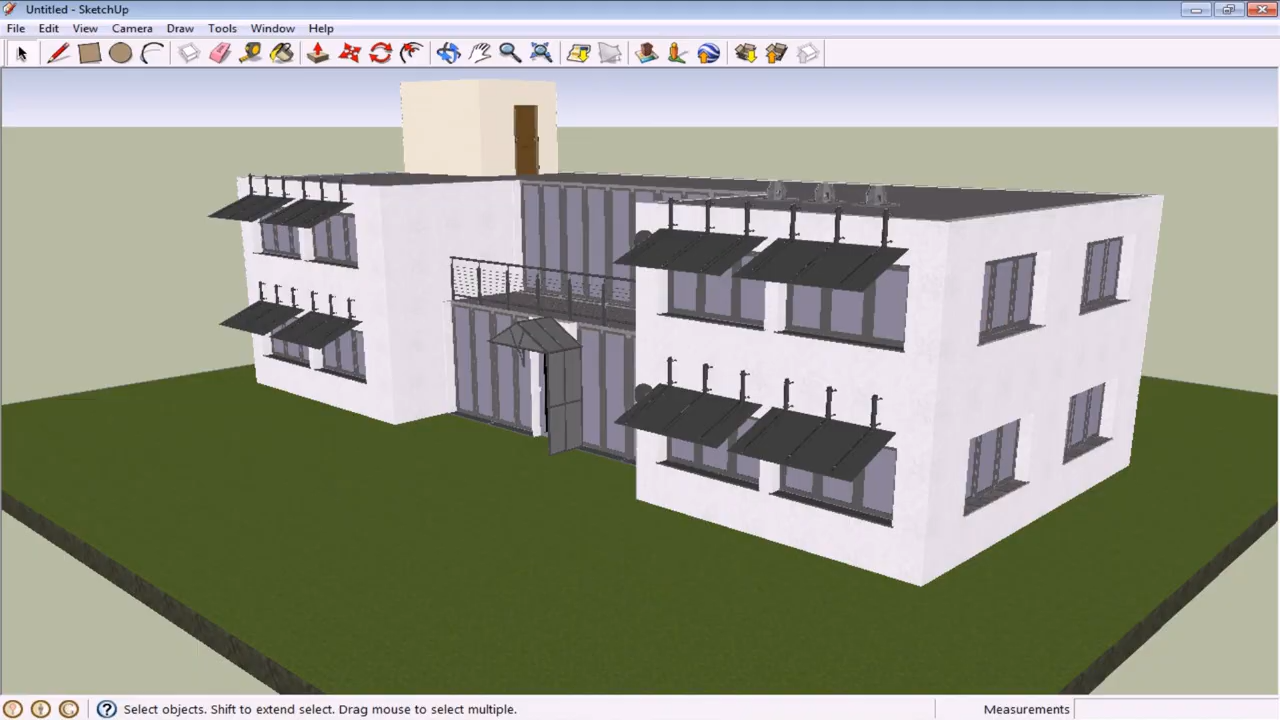 Untitled - SketchUp
File Edit View Camera Draw Tools Window Help
Select objects. Shift to extend select. Drag mouse to select multiple.
Measurements